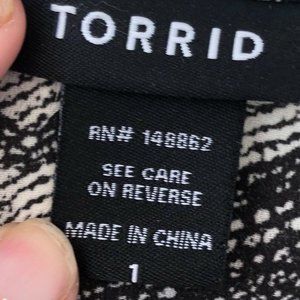 TORRID
RN# 148862
SEE CARE
ON REVERSE
MADE IN CHINA
1